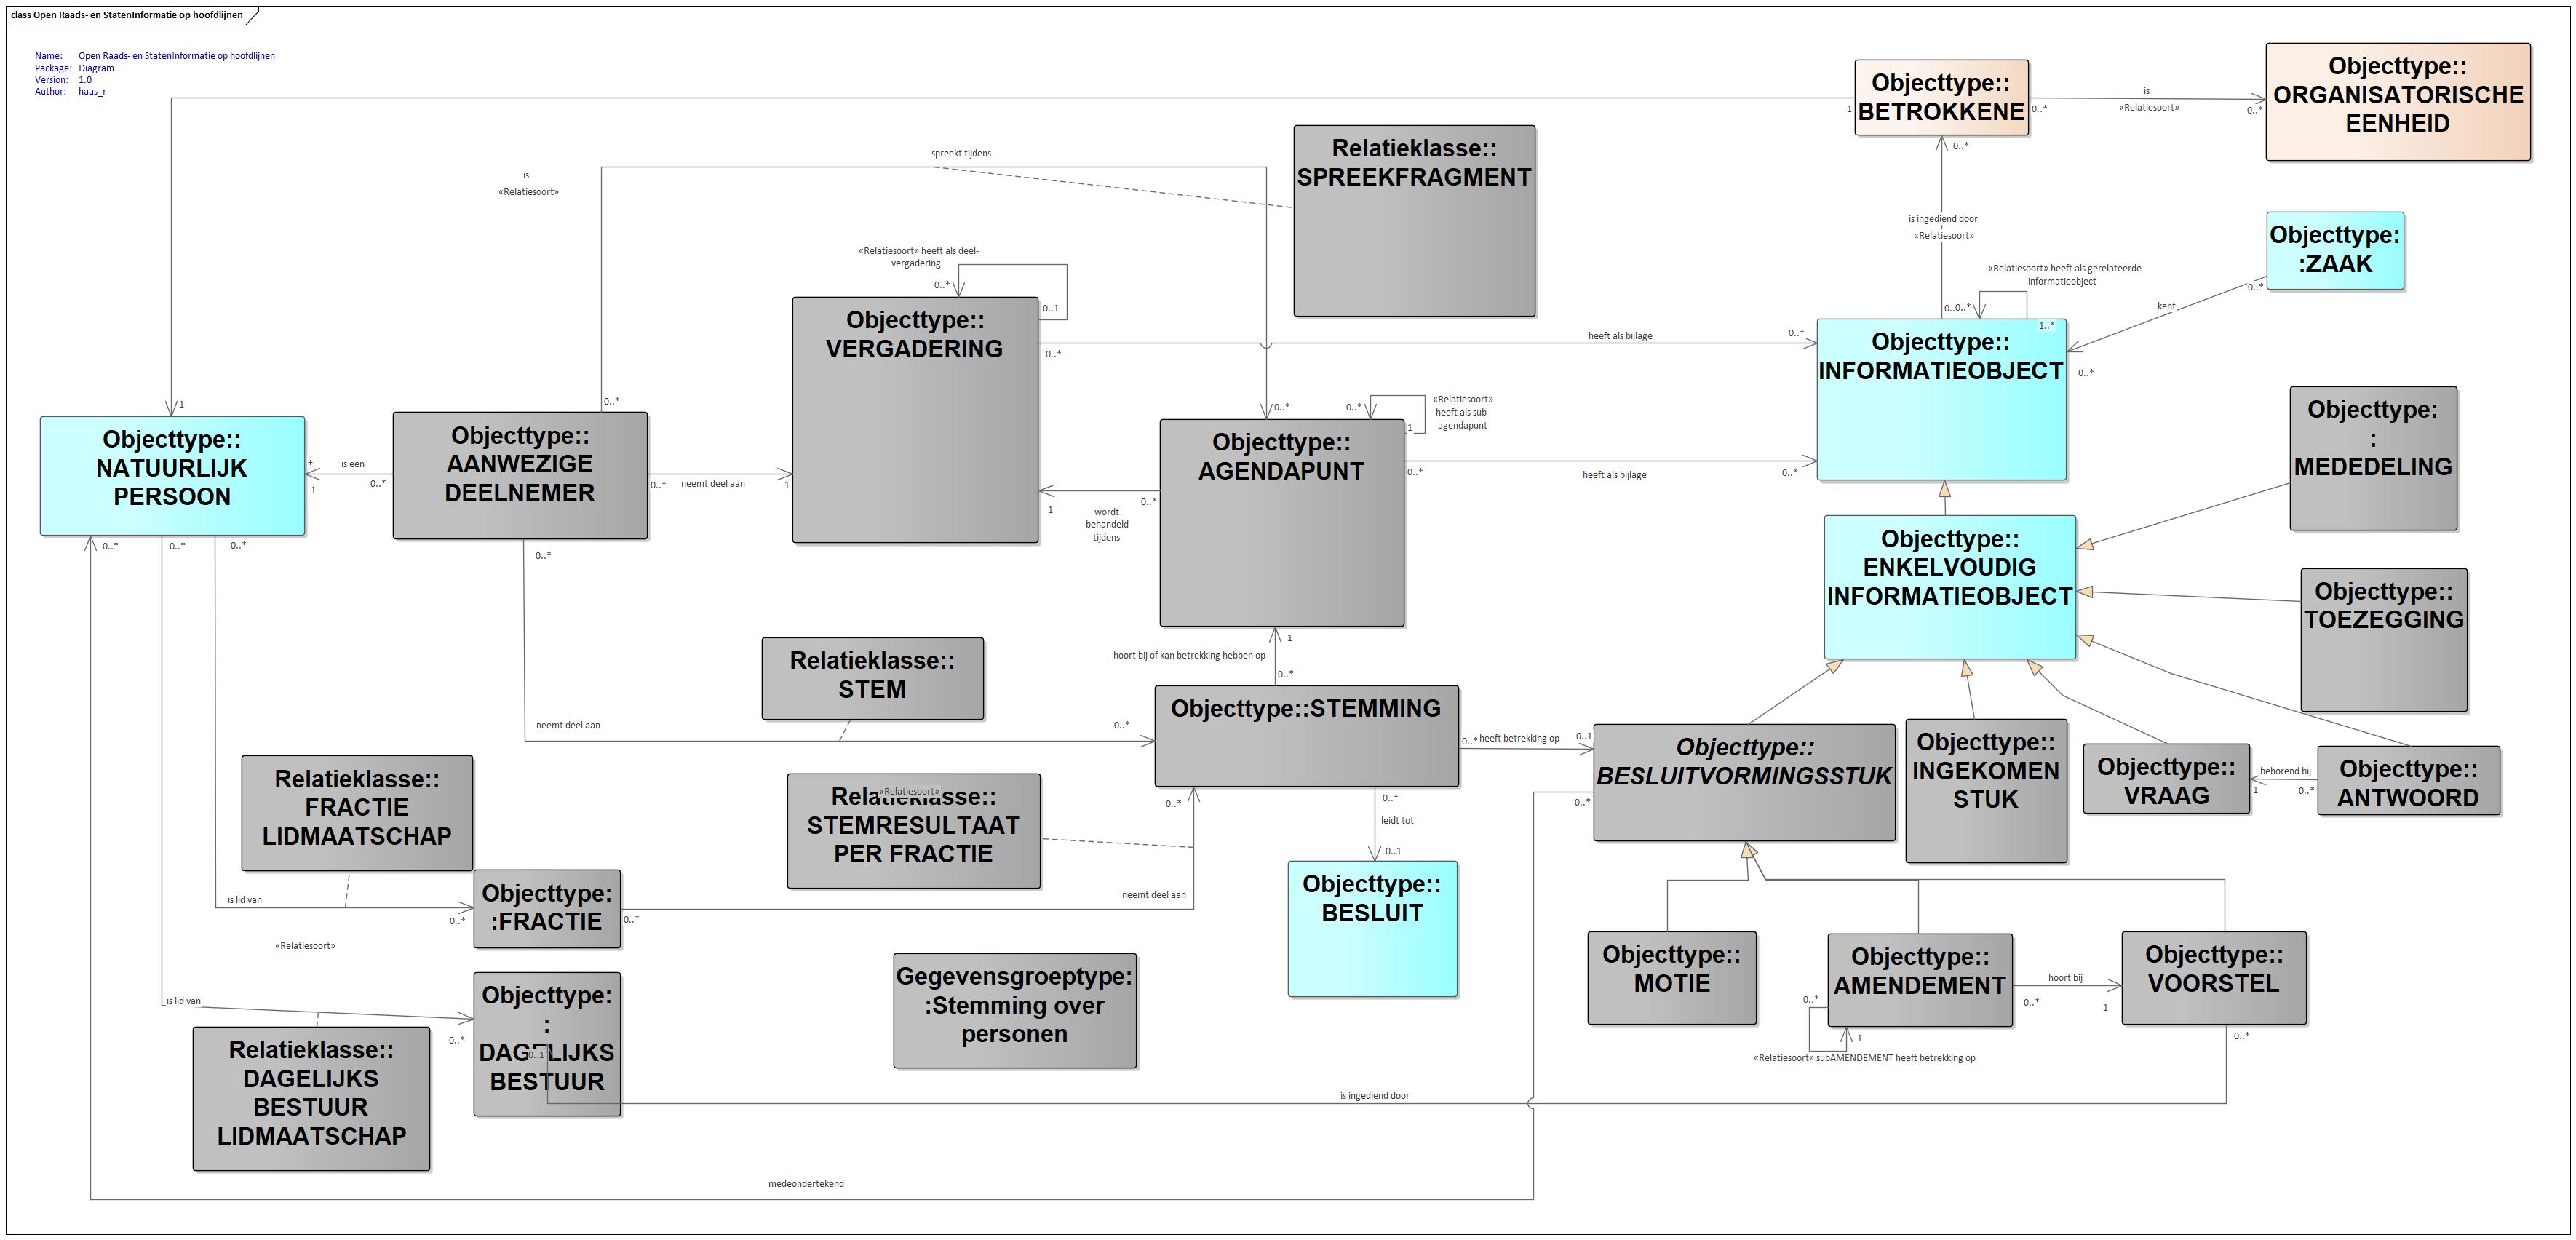 class Open Raads- en StatenInformatie op hoofdlijnen
Name: Open Raads- en StatenInformatie op hoofdlijnen
Package: Diagram
Version: 1.0
Author: haas_r
Objecttype::
BETROKKENE
Objecttype::
ORGANISATORISCHE
EENHEID
is
«Relatiesoort»
0..*
0..*
1
0..*
Relatieklasse::
SPREEKFRAGMENT
spreekt tijdens
is
«Relatiesoort»
is ingediend door
«Relatiesoort»
Objecttype:
:ZAAK
0..*
kent
0..*
«Relatiesoort» heeft als gerelateerde
informatieobject
0..0..*
1..*
«Relatiesoort» heeft als deel-
vergadering
0..*
0..1
Objecttype::
VERGADERING
0..*
heeft als bijlage
0..*
Objecttype::
INFORMATIEOBJECT
1
Objecttype::
NATUURLIJK
PERSOON
+
is een
1
0..*
0..*
Objecttype::
AANWEZIGE
DEELNEMER
0..*
neemt deel aan
1
0..*
0..*
«Relatiesoort»
heeft als sub-
agendapunt
1
Objecttype::
AGENDAPUNT
0..*
heeft als bijlage
0..*
1
0..*
wordt
behandeld
tijdens
Objecttype:
:
MEDEDELING
Objecttype::
ENKELVOUDIG
INFORMATIEOBJECT
Objecttype::
TOEZEGGING
0..*
0..*
0..*
0..*
Relatieklasse::
STEM
1
hoort bij of kan betrekking hebben op
0..*
neemt deel aan
0..*
Objecttype::STEMMING
0..*
heeft betrekking op
0..1
Objecttype::
BESLUITVORMINGSSTUK
0..*
Objecttype::
INGEKOMEN
STUK
Objecttype::
VRAAG
behorend bij
1
0..*
Objecttype::
ANTWOORD
Relatieklasse::
FRACTIE
LIDMAATSCHAP
Relatieklasse::
«Relatiesoort»
STEMRESULTAAT
PER FRACTIE
0..*
0..*
leidt tot
0..1
Objecttype::
BESLUIT
is lid van
0..*
Objecttype:
:FRACTIE
0..*
neemt deel aan
«Relatiesoort»
Gegevensgroeptype:
:Stemming over
personen
Objecttype::
MOTIE
Objecttype::
AMENDEMENT
hoort bij
0..*
1
Objecttype::
VOORSTEL
0..*
1
«Relatiesoort» subAMENDEMENT heeft betrekking op
0..*
is lid van
0..*
Objecttype:
:
DAGELIJKS
BESTUUR
0..1
Relatieklasse::
DAGELIJKS
BESTUUR
LIDMAATSCHAP
is ingediend door
medeondertekend